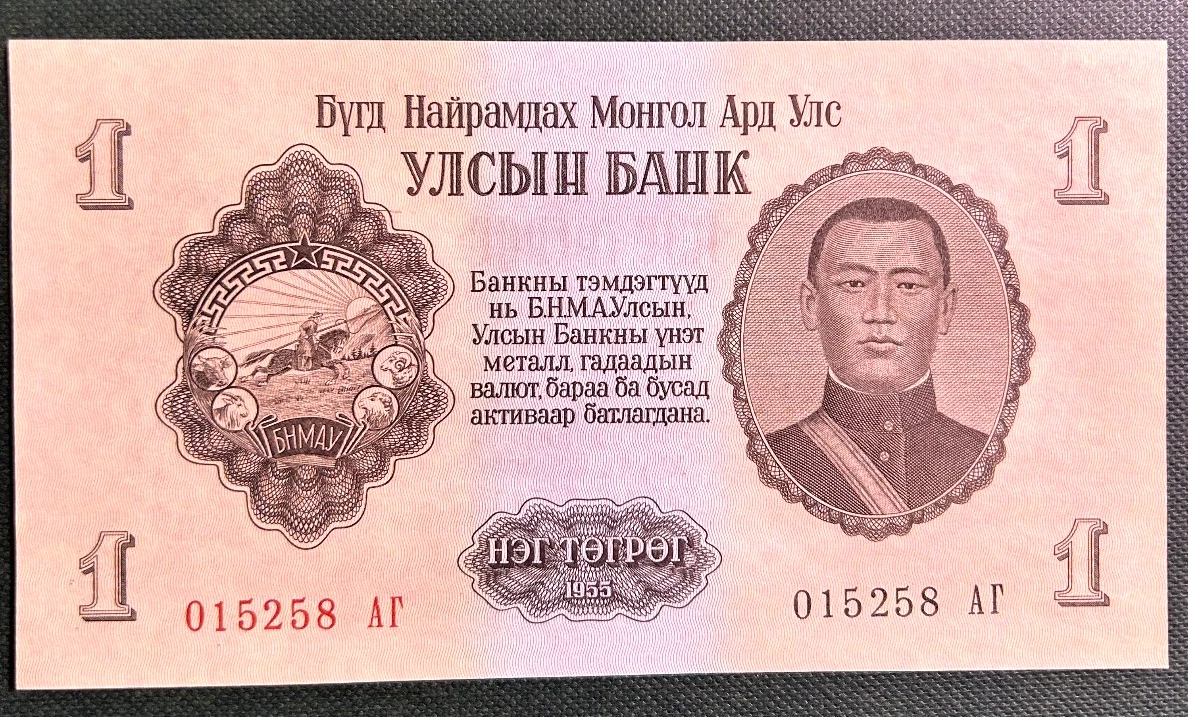 Бүгд Найрамдах Монгол Ард Улс
УЛСЫН БАНК
1
1
Банкны тэмдэгтүүд
нь Б.Н.М.А.Улсын,
Улсын Банкны үнэт
металл, гадаадын
валют, бараа ба бусад
активаар батлагдана.
БНМАУ
НЭГ ТӨГРӨГ
1955
1
1
015258 АГ
015258 АГ